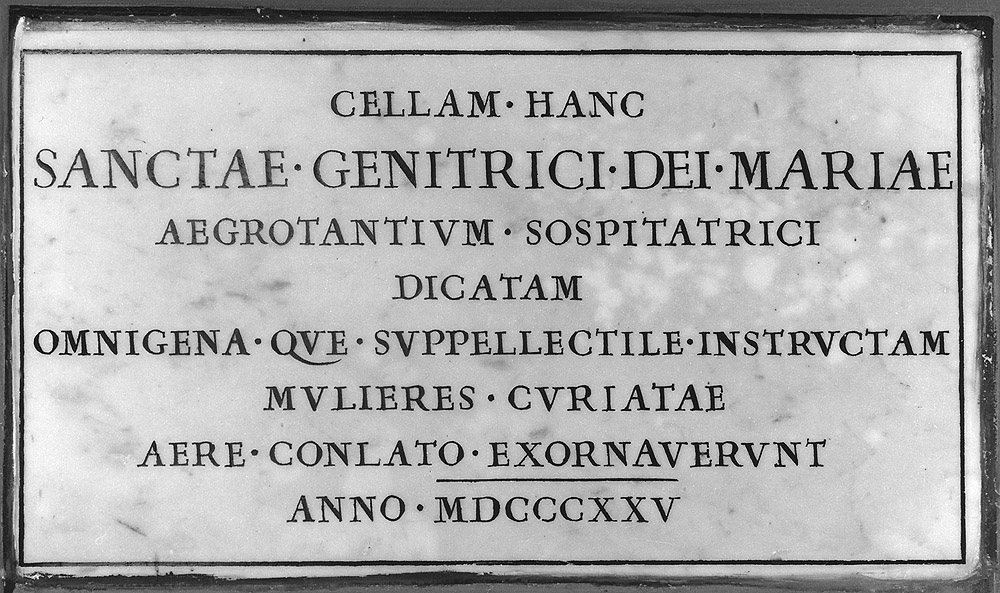 CELLAM · HANC
SANCTAE · GENITRICI · DEI · MARIAE
AEGROTANTIVM · SOSPITATRICI
DICATAM
OMNIGENA · QVE · SVPPELLECTILE · INSTRVCTAM
MVLIERES · CVRIATAE
AERE · CONLATO · EXORNAVERVNT
ANNO · MDCCCXXV